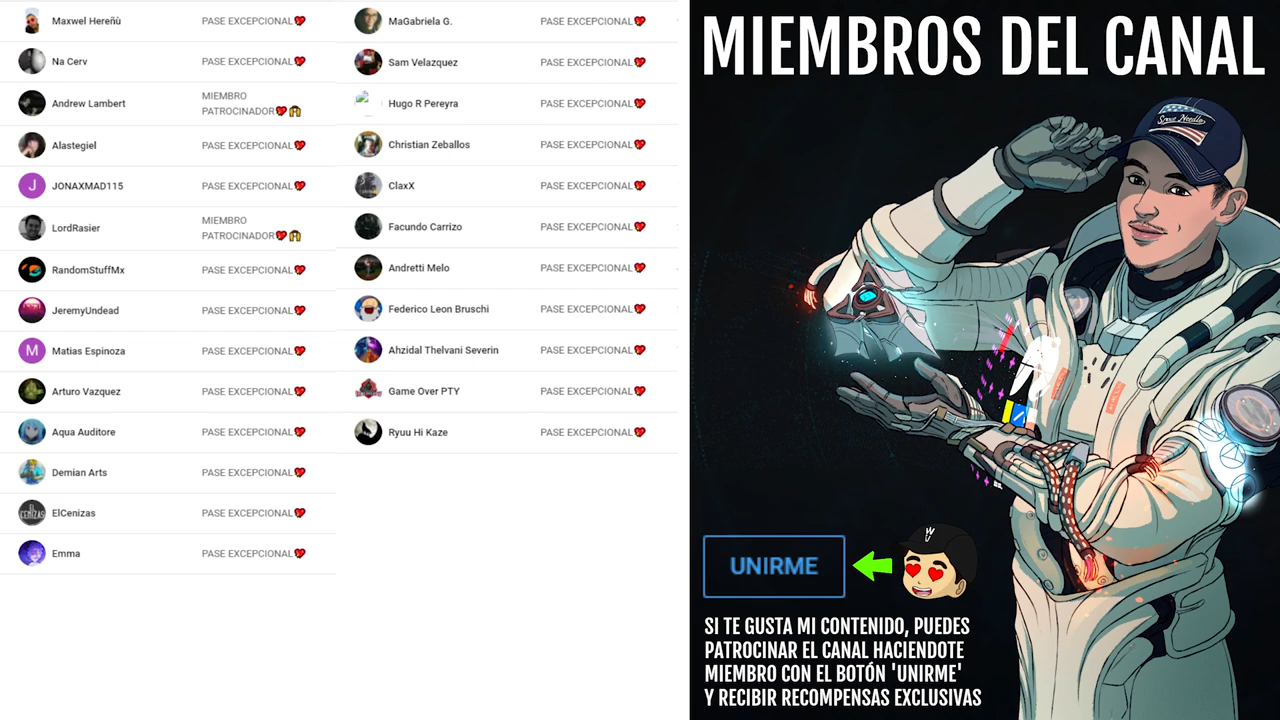 Maxwel Hereñù PASE EXCEPCIONAL
Na Cerv PASE EXCEPCIONAL
Andrew Lambert MIEMBRO
PATROCINADOR
Alastegiel PASE EXCEPCIONAL
J JONAXMAD115 PASE EXCEPCIONAL
LordRasier MIEMBRO
PATROCINADOR
RandomStuffMx PASE EXCEPCIONAL
JeremyUndead PASE EXCEPCIONAL
M Matias Espinoza PASE EXCEPCIONAL
Arturo Vazquez PASE EXCEPCIONAL
Aqua Auditore PASE EXCEPCIONAL
Demian Arts PASE EXCEPCIONAL
EL
CENIZAS
ElCenizas PASE EXCEPCIONAL
Emma PASE EXCEPCIONAL
MaGabriela G. PASE EXCEPCIONAL
Sam Velazquez PASE EXCEPCIONAL
Hugo R Pereyra PASE EXCEPCIONAL
Christian Zeballos PASE EXCEPCIONAL
ClaxX PASE EXCEPCIONAL
Facundo Carrizo PASE EXCEPCIONAL
Andretti Melo PASE EXCEPCIONAL
Federico Leon Bruschi PASE EXCEPCIONAL
Ahzidal Thelvani Severin PASE EXCEPCIONAL
Game Over PTY PASE EXCEPCIONAL
Ryuu Hi Kaze PASE EXCEPCIONAL
MIEMBROS DEL CANAL
Space Needle
UNIRME
SI TE GUSTA MI CONTENIDO, PUEDES
PATROCINAR EL CANAL HACIENDOTE
MIEMBRO CON EL BOTÓN 'UNIRME'
Y RECIBIR RECOMPENSAS EXCLUSIVAS